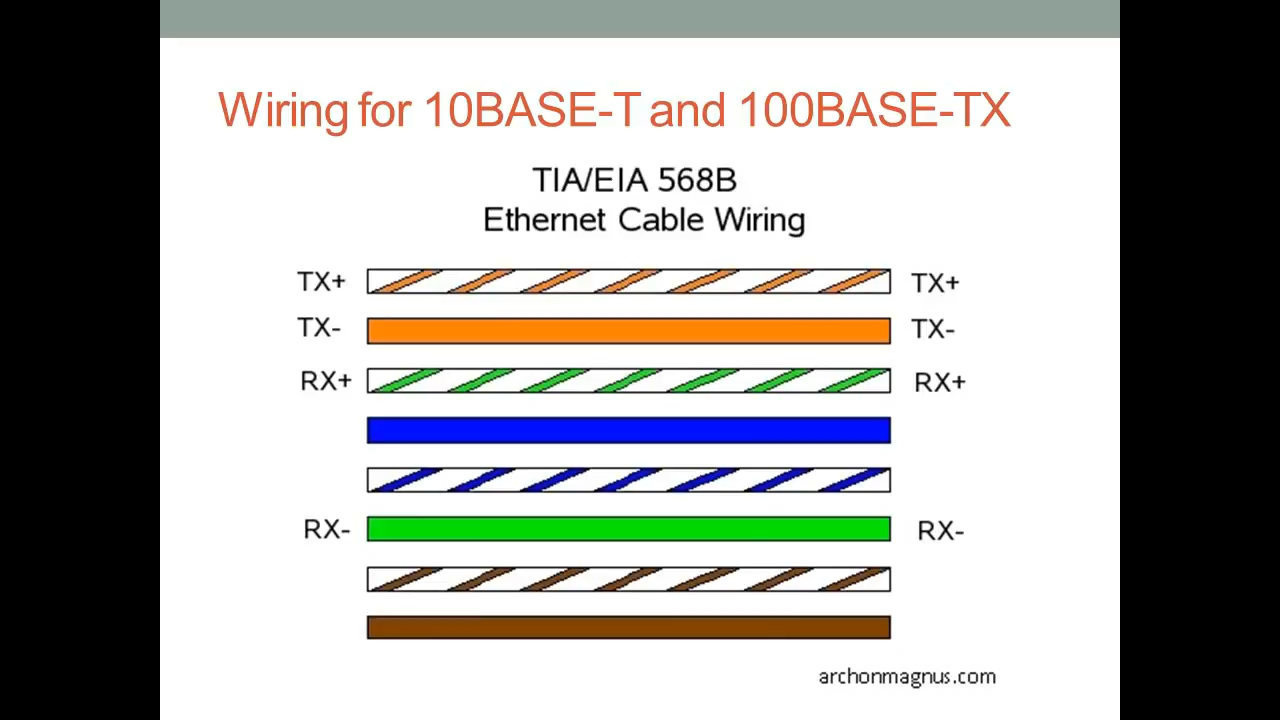 Wiring for 10BASE-T and 100BASE-TX
TIA/EIA 568B
Ethernet Cable Wiring
TX+ TX+
TX- TX-
RX+ RX+
RX- RX-
archonmagnus.com